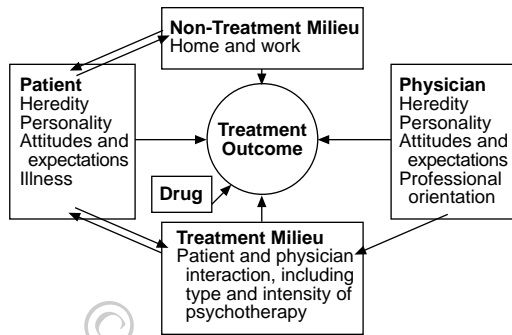 Non-Treatment Milieu
Home and work
Patient
Heredity
Personality
Attitudes and
expectations
Illness
Treatment
Outcome
Physician
Heredity
Personality
Attitudes and
expectations
Professional
orientation
Drug
Treatment Milieu
Patient and physician
interaction, including
type and intensity of
psychotherapy